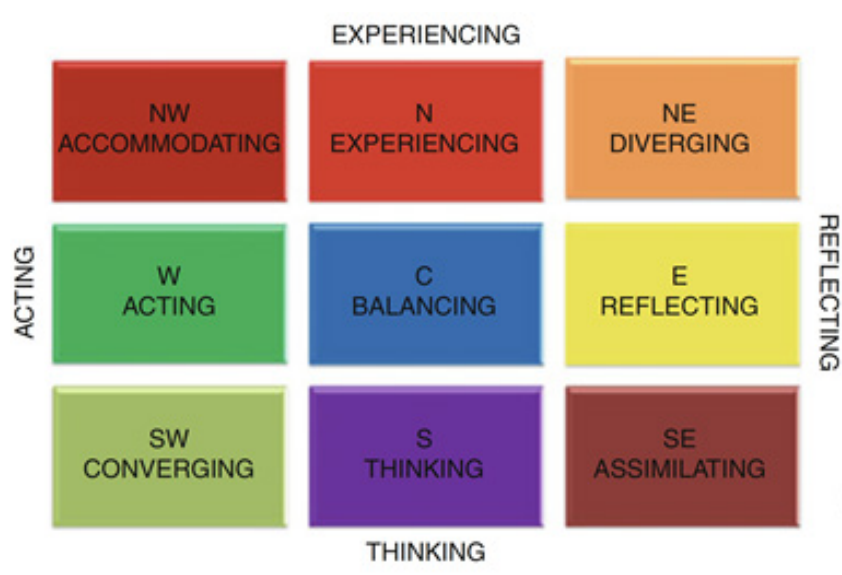 EXPERIENCING
NW
ACCOMMODATING
N
EXPERIENCING
NE
DIVERGING
ACTING
W
ACTING
C
BALANCING
E
REFLECTING
REFLECTING
SW
CONVERGING
S
THINKING
SE
ASSIMILATING
THINKING